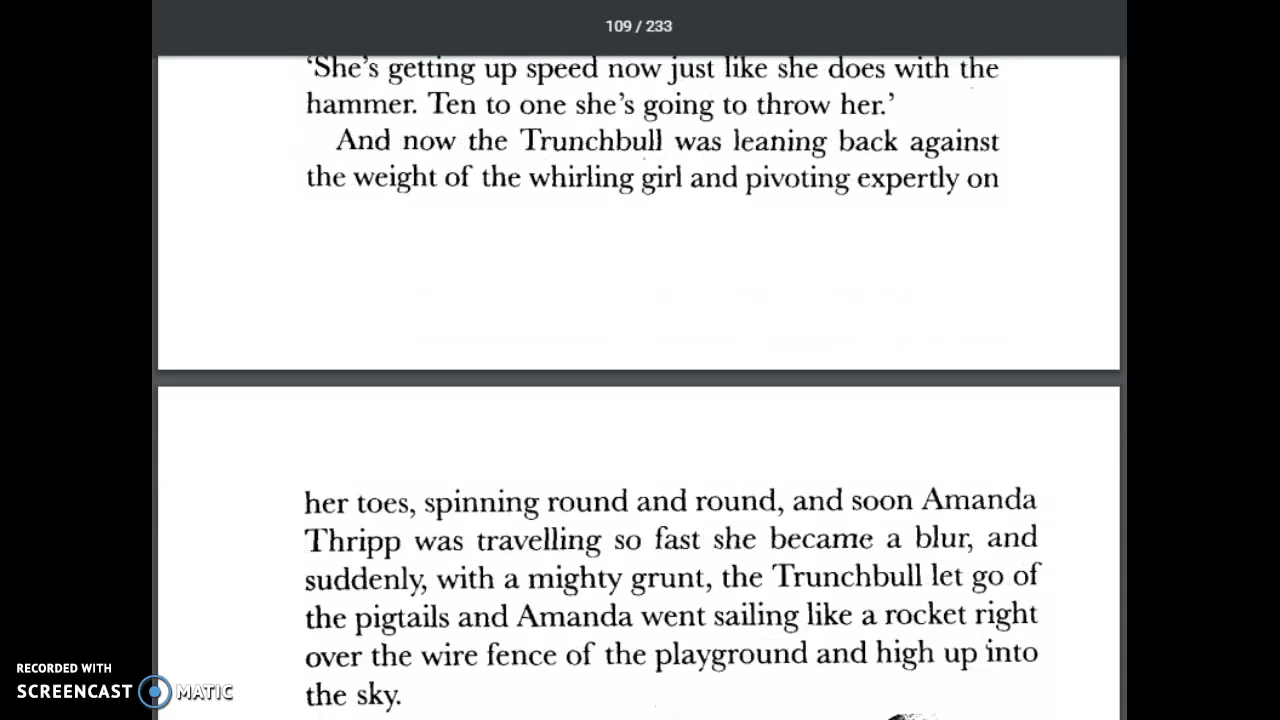 109 / 233
‘She’s getting up speed now just like she does with the
hammer. Ten to one she’s going to throw her.’
And now the Trunchbull was leaning back against
the weight of the whirling girl and pivoting expertly on
her toes, spinning round and round, and soon Amanda
Thripp was travelling so fast she became a blur, and
suddenly, with a mighty grunt, the Trunchbull let go of
the pigtails and Amanda went sailing like a rocket right
over the wire fence of the playground and high up into
the sky.
RECORDED WITH
SCREENCAST MATIC